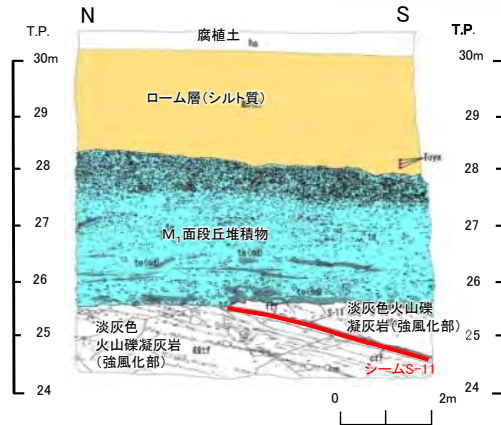 N
S
T.P.
T.P.
腐植土
hs
30m
30m
ローム層(シルト質)
29
29
Toya
28
28
27
27
M₁面段丘堆積物
td
26
26
S-11
淡灰色火山礫
凝灰岩(強風化部)
25
25
淡灰色
火山礫凝灰岩
(強風化部)
シームS-11
24
24
0
2m